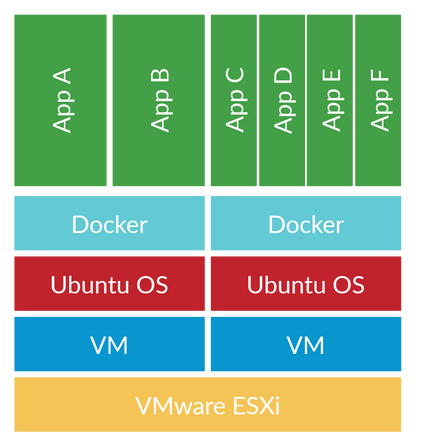 App A
App B
App C
App D
App E
App F
Docker
Docker
Ubuntu OS
Ubuntu OS
VM
VM
VMware ESXi